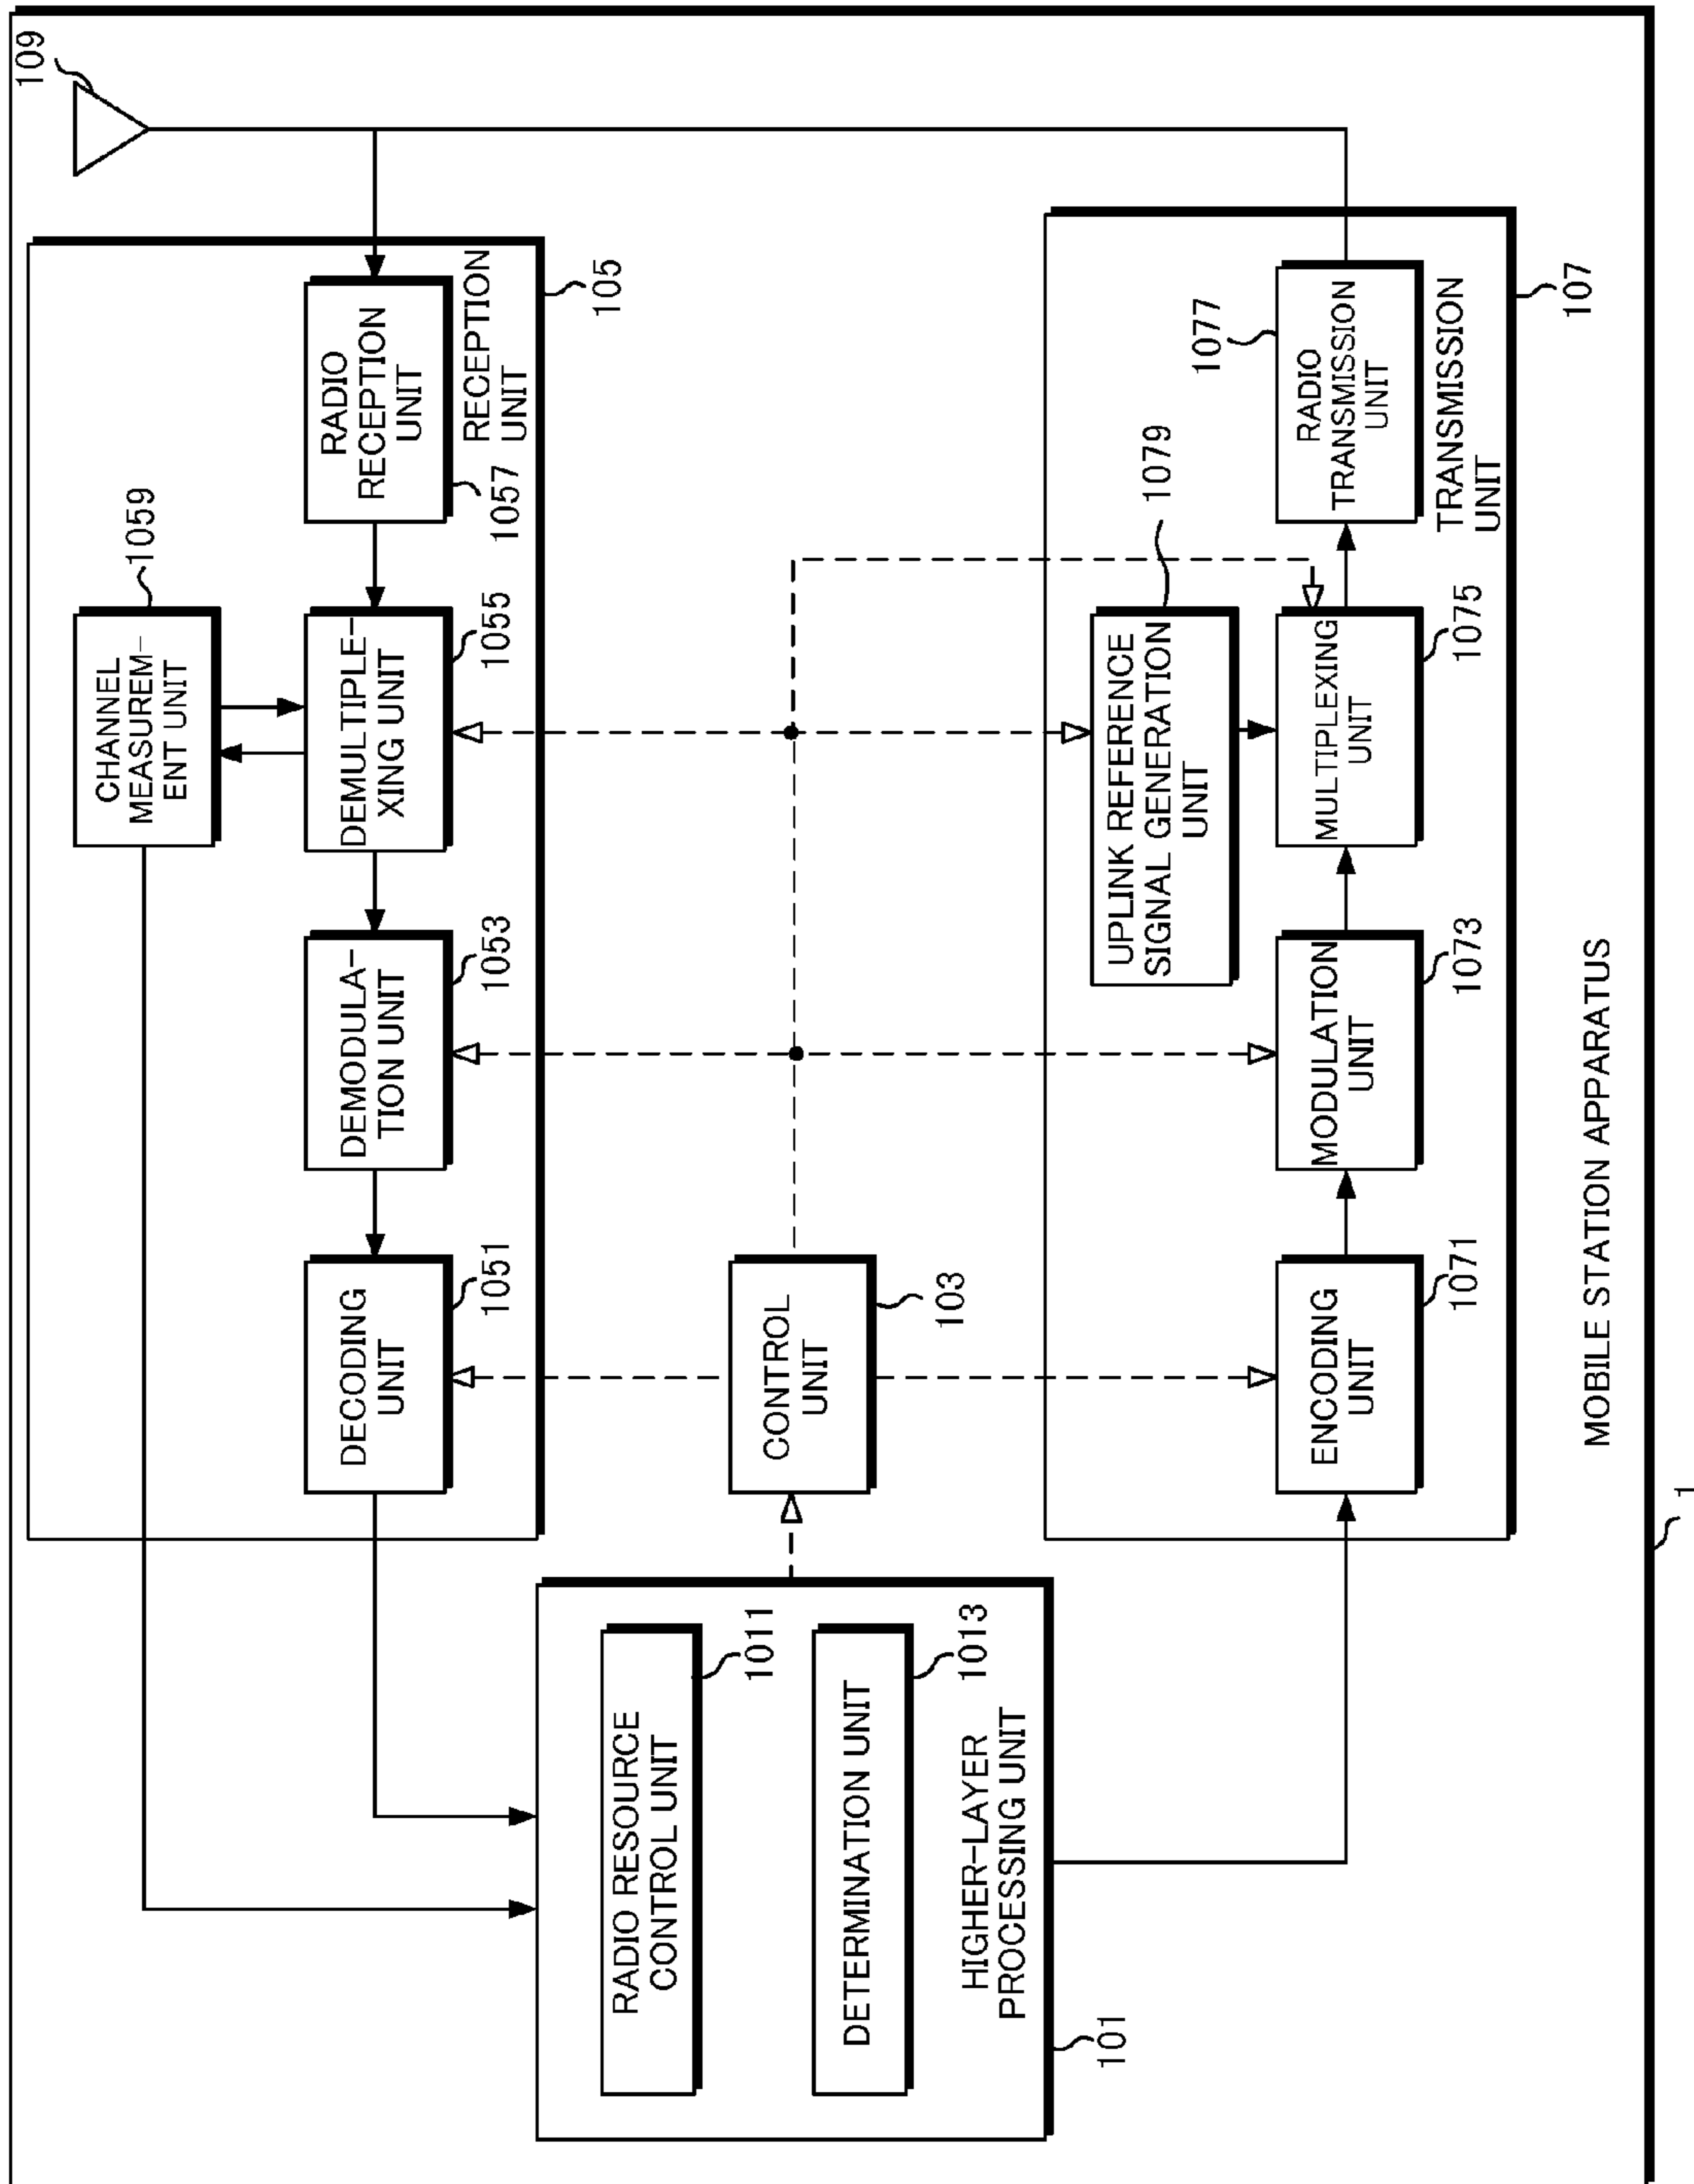 109
CHANNEL
MEASUREM-
ENT UNIT
1059
DECODING
UNIT
1051
DEMODULA-
TION UNIT
1053
DEMULTIPLE-
XING UNIT
1055
RADIO
RECEPTION
UNIT
1057
RECEPTION
UNIT
105
RADIO RESOURCE
CONTROL UNIT
1011
DETERMINATION UNIT
1013
HIGHER-LAYER
PROCESSING UNIT
101
CONTROL
UNIT
103
UPLINK REFERENCE
SIGNAL GENERATION
UNIT
1079
ENCODING
UNIT
1071
MODULATION
UNIT
1073
MULTIPLEXING
UNIT
1075
RADIO
TRANSMISSION
UNIT
1077
TRANSMISSION
UNIT
107
MOBILE STATION APPARATUS
1